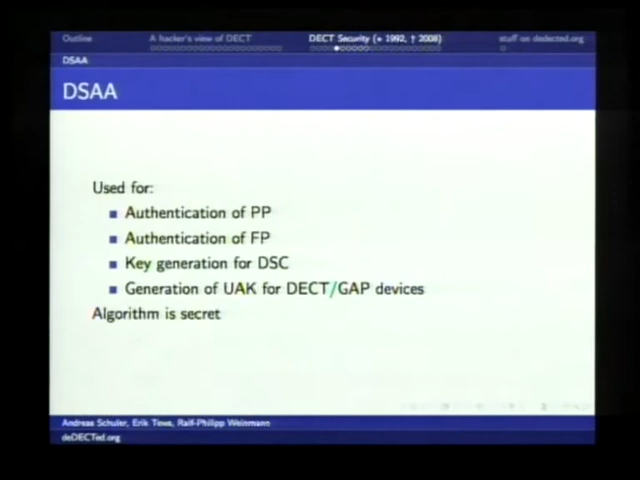 Outline
A hacker's view of DECT
DECT Security (* 1992, † 2008)
stuff on dedected.org
DSAA
DSAA
Used for:
Authentication of PP
Authentication of FP
Key generation for DSC
Generation of UAK for DECT/GAP devices
Algorithm is secret
Andreas Schuler, Erik Tews, Ralf-Philipp Weinmann
deDECTed.org